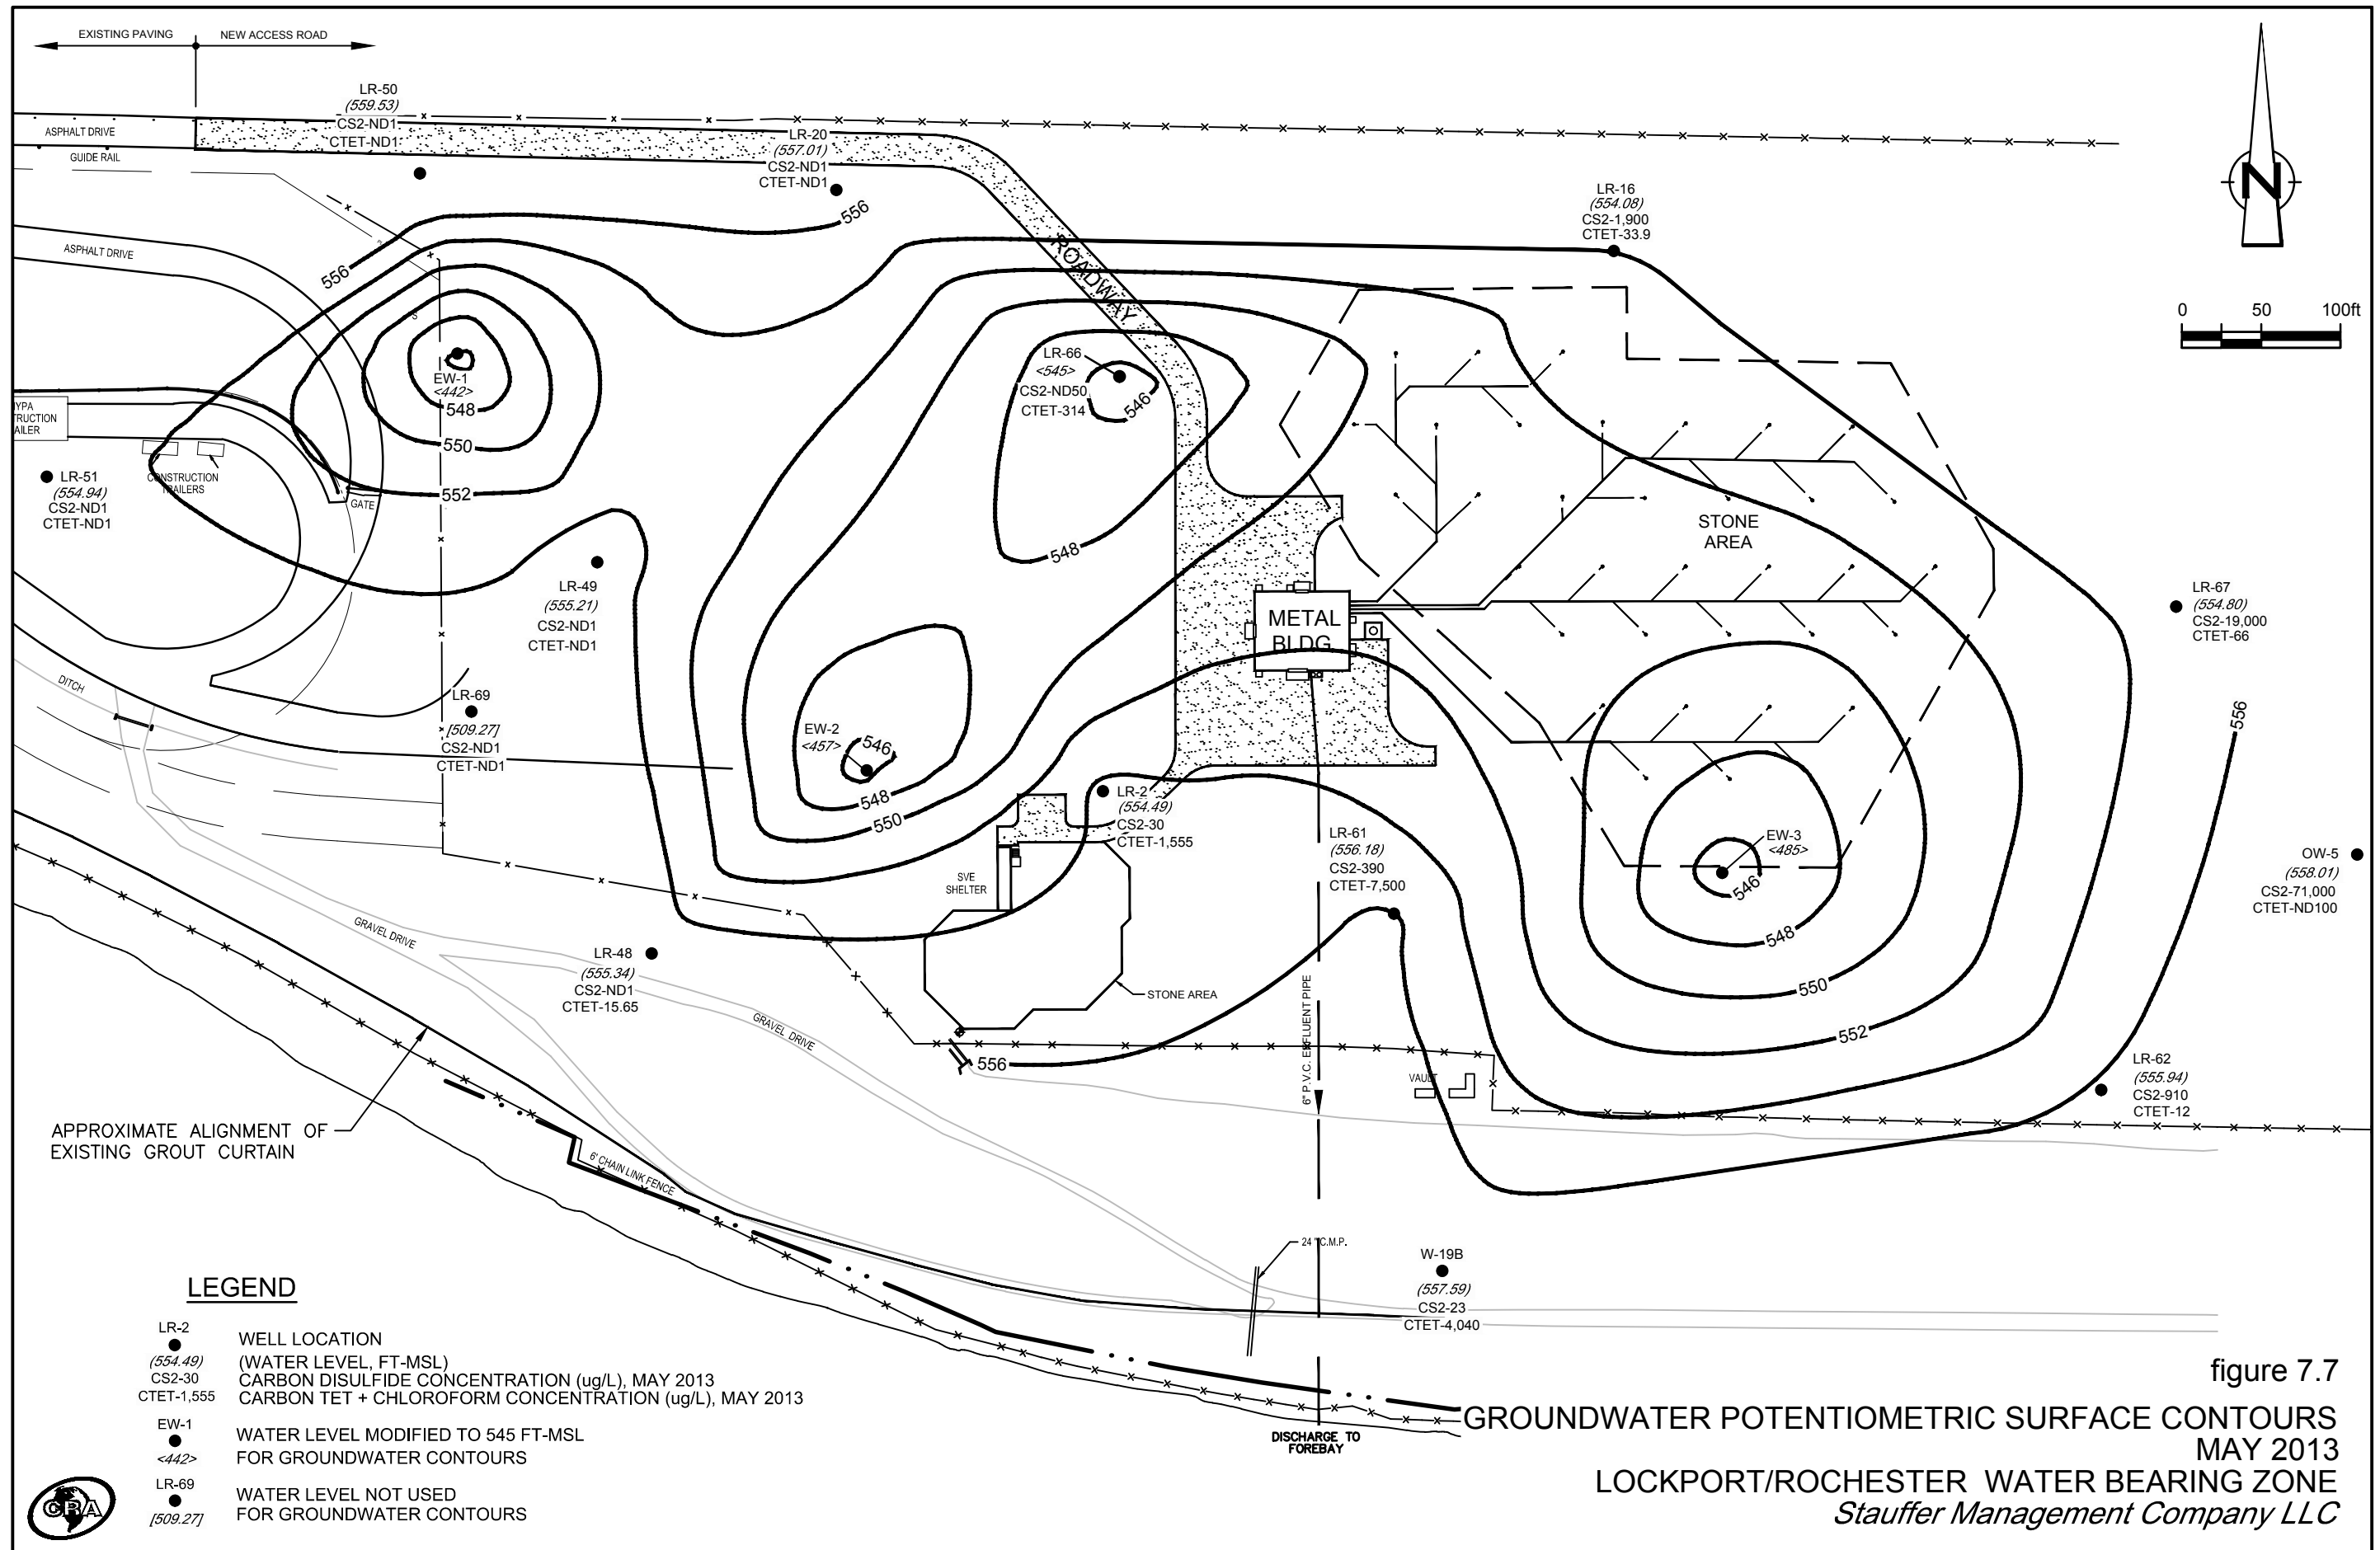 EXISTING PAVING
NEW ACCESS ROAD
LR-50
(559.53)
CS2-ND1
CTET-ND1
ASPHALT DRIVE
GUIDE RAIL
LR-20
(557.01)
CS2-ND1
CTET-ND1
556
ROADWAY
LR-16
(554.08)
CS2-1,900
CTET-33.9
N
0 50 100ft
ASPHALT DRIVE
556
S
EW-1
<442>
548
550
552
LR-66
<545>
CS2-ND50
CTET-314
546
548
CONSTRUCTION
TRAILERS
GATE
LR-51
(554.94)
CS2-ND1
CTET-ND1
STONE
AREA
LR-49
(555.21)
CS2-ND1
CTET-ND1
METAL
BLDG.
LR-67
(554.80)
CS2-19,000
CTET-66
DITCH
LR-69
[509.27]
CS2-ND1
CTET-ND1
EW-2
<457>
546
548
550
556
LR-2
(554.49)
CS2-30
CTET-1,555
LR-61
(556.18)
CS2-390
CTET-7,500
EW-3
<485>
546
548
550
552
OW-5
(558.01)
CS2-71,000
CTET-ND100
SVE
SHELTER
GRAVEL DRIVE
LR-48
(555.34)
CS2-ND1
CTET-15.65
STONE AREA
GRAVEL DRIVE
6" P.V.C. EFFLUENT PIPE
556
VAULT
LR-62
(555.94)
CS2-910
CTET-12
APPROXIMATE ALIGNMENT OF
EXISTING GROUT CURTAIN
6' CHAIN LINK FENCE
24" C.M.P.
W-19B
(557.59)
CS2-23
CTET-4,040
DISCHARGE TO
FOREBAY
LEGEND
LR-2
WELL LOCATION
(554.49) (WATER LEVEL, FT-MSL)
CS2-30 CARBON DISULFIDE CONCENTRATION (ug/L), MAY 2013
CTET-1,555 CARBON TET + CHLOROFORM CONCENTRATION (ug/L), MAY 2013
EW-1
WATER LEVEL MODIFIED TO 545 FT-MSL
<442> FOR GROUNDWATER CONTOURS
LR-69
WATER LEVEL NOT USED
[509.27] FOR GROUNDWATER CONTOURS
CRA
figure 7.7
GROUNDWATER POTENTIOMETRIC SURFACE CONTOURS
MAY 2013
LOCKPORT/ROCHESTER WATER BEARING ZONE
Stauffer Management Company LLC